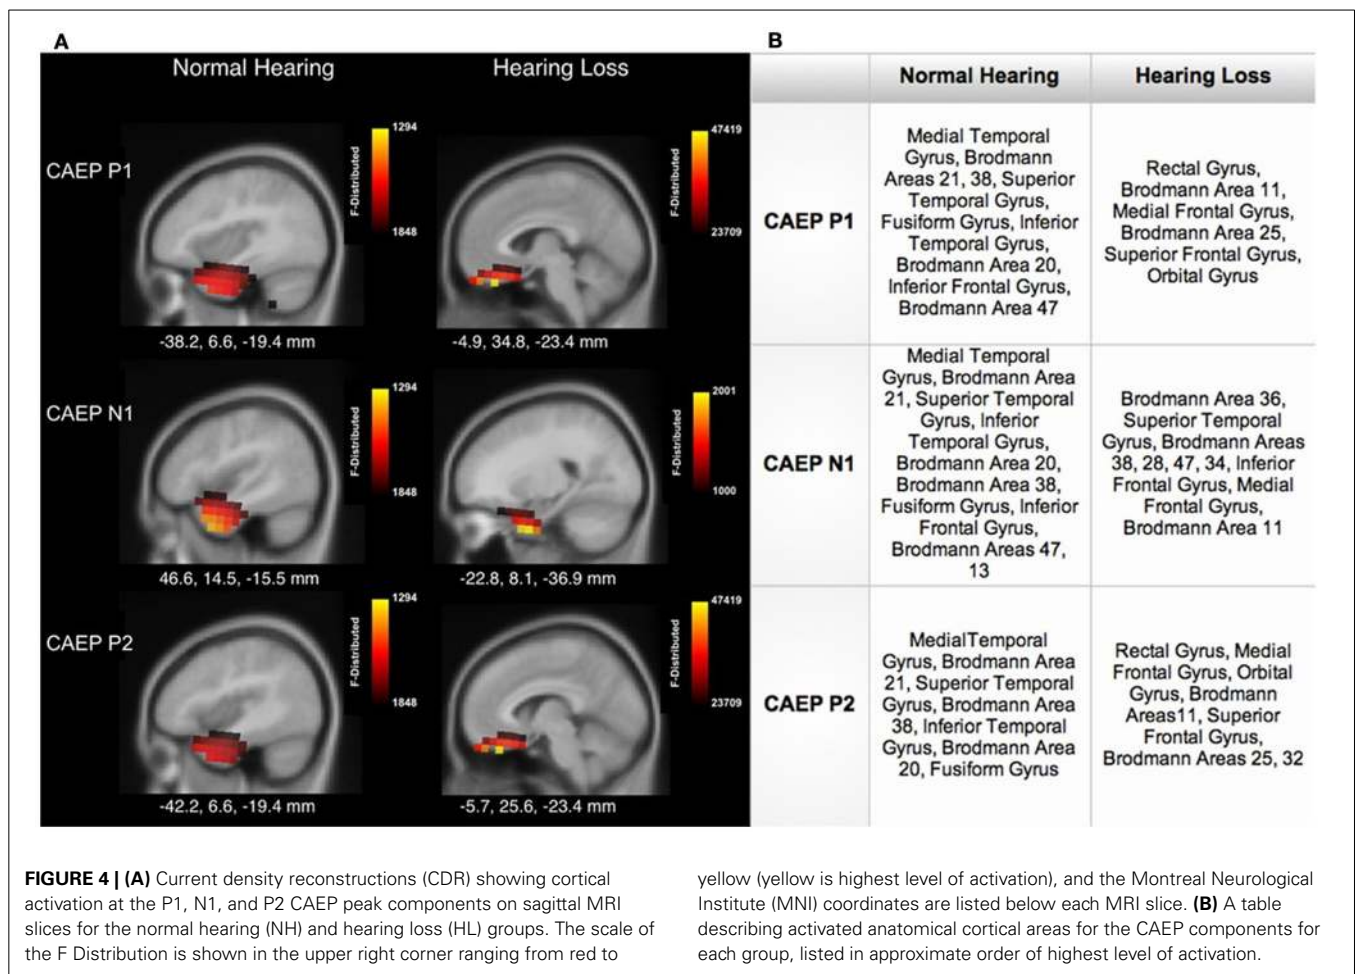 A
Normal Hearing
Hearing Loss
CAEP P1
F-Distributed
1294
1848
F-Distributed
47419
23709
-38.2, 6.6, -19.4 mm
-4.9, 34.8, -23.4 mm
CAEP N1
F-Distributed
1294
1848
F-Distributed
2001
1000
46.6, 14.5, -15.5 mm
-22.8, 8.1, -36.9 mm
CAEP P2
F-Distributed
1294
1848
F-Distributed
47419
23709
-42.2, 6.6, -19.4 mm
-5.7, 25.6, -23.4 mm
B
Normal Hearing
Hearing Loss
CAEP P1
Medial Temporal
Gyrus, Brodmann
Areas 21, 38, Superior
Temporal Gyrus,
Fusiform Gyrus, Inferior
Temporal Gyrus,
Brodmann Area 20,
Inferior Frontal Gyrus,
Brodmann Area 47
Rectal Gyrus,
Brodmann Area 11,
Medial Frontal Gyrus,
Brodmann Area 25,
Superior Frontal Gyrus,
Orbital Gyrus
CAEP N1
Medial Temporal
Gyrus, Brodmann Area
21, Superior Temporal
Gyrus, Inferior
Temporal Gyrus,
Brodmann Area 20,
Brodmann Area 38,
Fusiform Gyrus, Inferior
Frontal Gyrus,
Brodmann Areas 47,
13
Brodmann Area 36,
Superior Temporal
Gyrus, Brodmann Areas
38, 28, 47, 34, Inferior
Frontal Gyrus, Medial
Frontal Gyrus,
Brodmann Area 11
CAEP P2
MedialTemporal
Gyrus, Brodmann Area
21, Superior Temporal
Gyrus, Brodmann Area
38, Inferior Temporal
Gyrus, Brodmann Area
20, Fusiform Gyrus
Rectal Gyrus, Medial
Frontal Gyrus, Orbital
Gyrus, Brodmann
Areas11, Superior
Frontal Gyrus,
Brodmann Areas 25, 32
FIGURE 4 | (A) Current density reconstructions (CDR) showing cortical
activation at the P1, N1, and P2 CAEP peak components on sagittal MRI
slices for the normal hearing (NH) and hearing loss (HL) groups. The scale of
the F Distribution is shown in the upper right corner ranging from red to
yellow (yellow is highest level of activation), and the Montreal Neurological
Institute (MNI) coordinates are listed below each MRI slice. (B) A table
describing activated anatomical cortical areas for the CAEP components for
each group, listed in approximate order of highest level of activation.